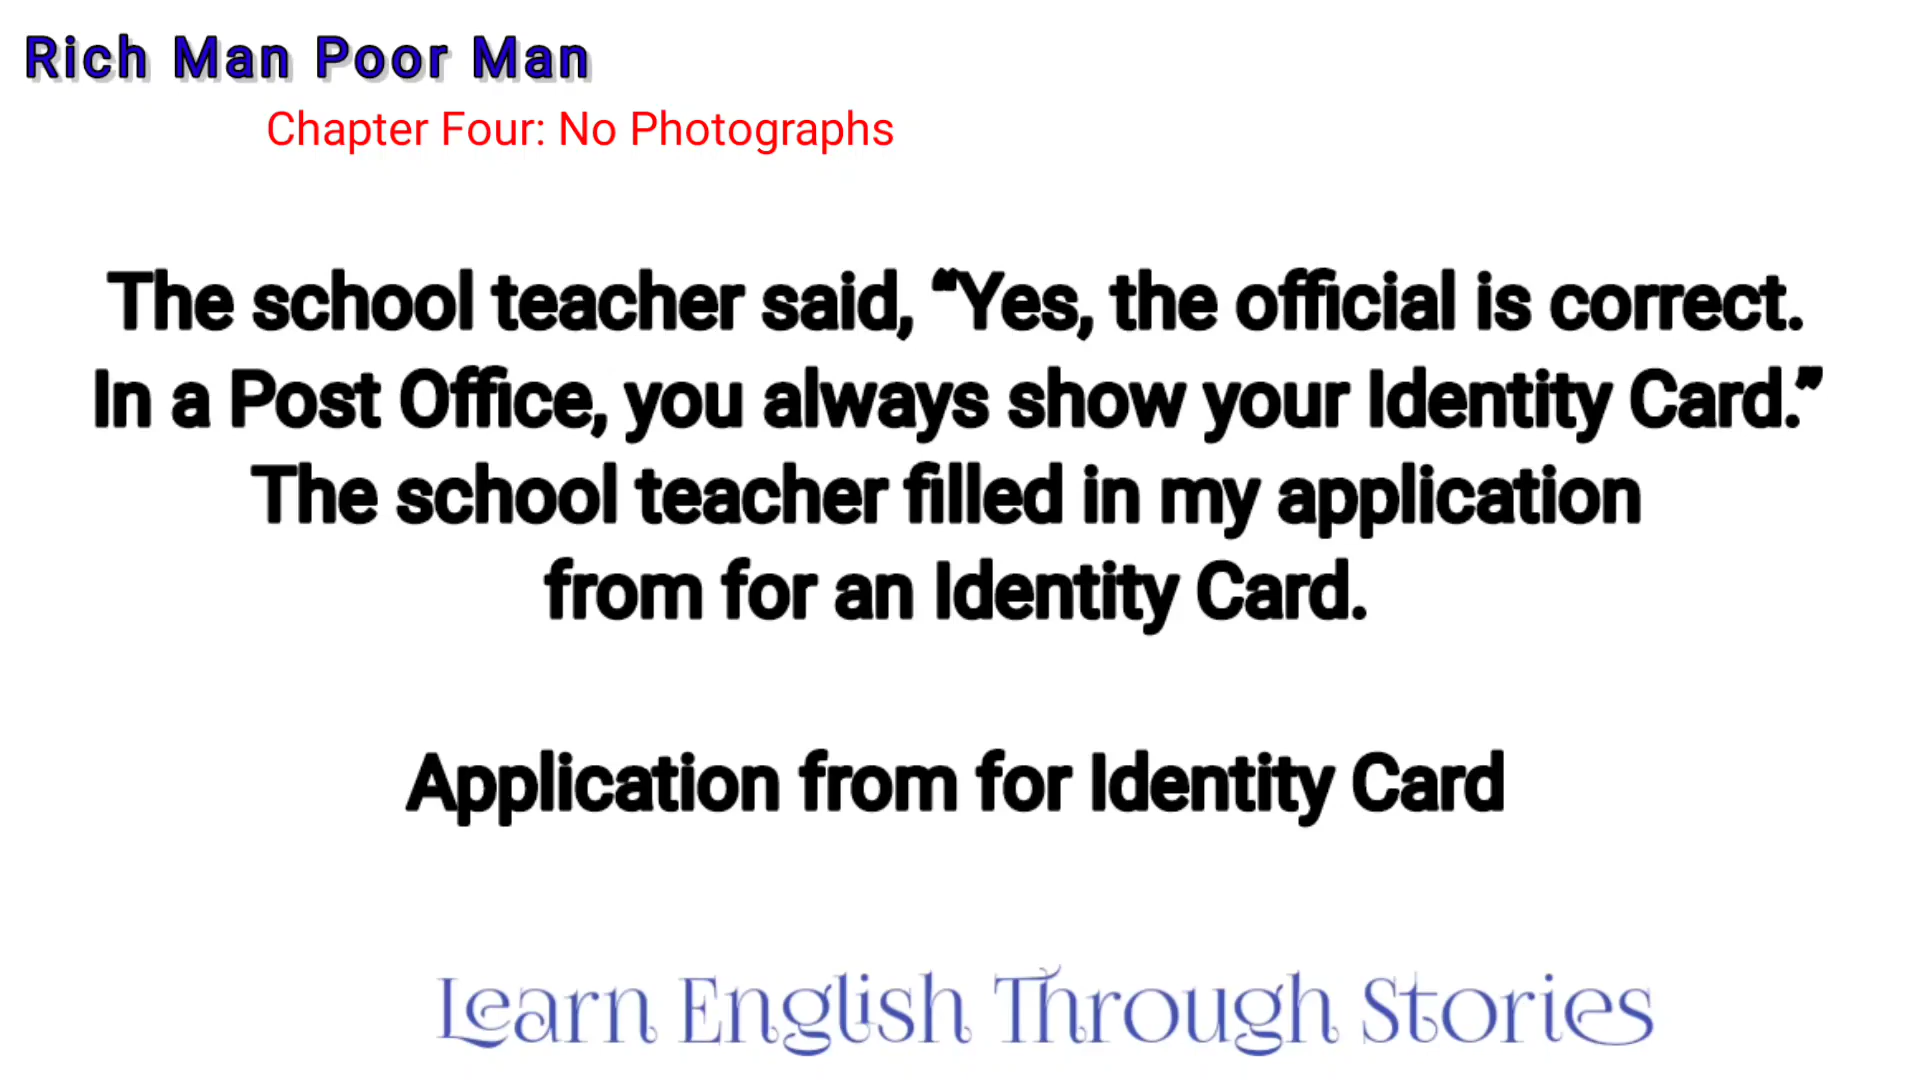 Rich Man Poor Man
Chapter Four: No Photographs
The school teacher said, “Yes, the official is correct.
In a Post Office, you always show your Identity Card.”
The school teacher filled in my application
from for an Identity Card.
Application from for Identity Card
Learn English Through Stories